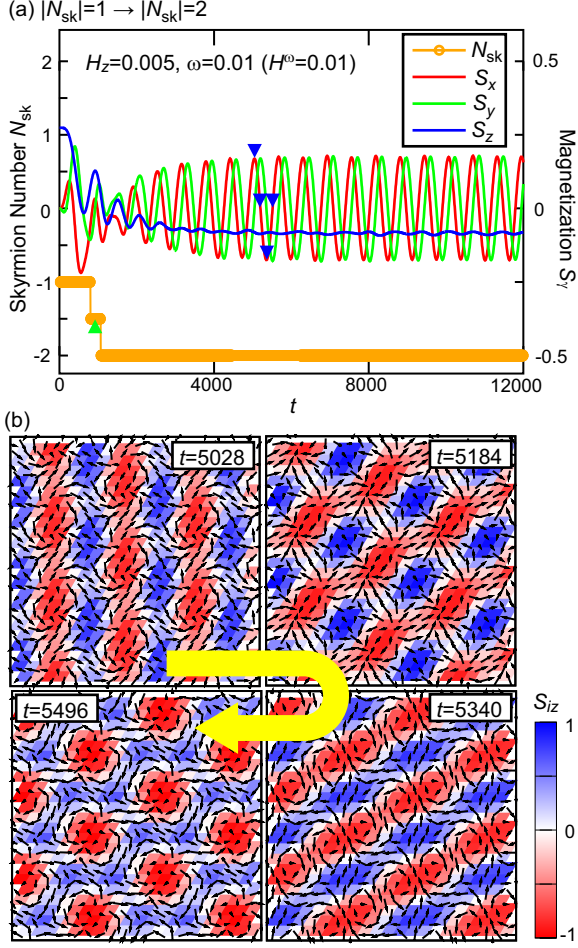 (a) |Nsk|=1 → |Nsk|=2
Hz=0.005, ω=0.01 (Hω=0.01)
Nsk
Sx
Sy
Sz
Skyrmion Number Nsk
2
1
0
-1
-2
Magnetization Sγ
0.5
0
-0.5
0
4000
8000
12000
t
(b)
t=5028
t=5184
t=5496
t=5340
Siz
1
0
-1